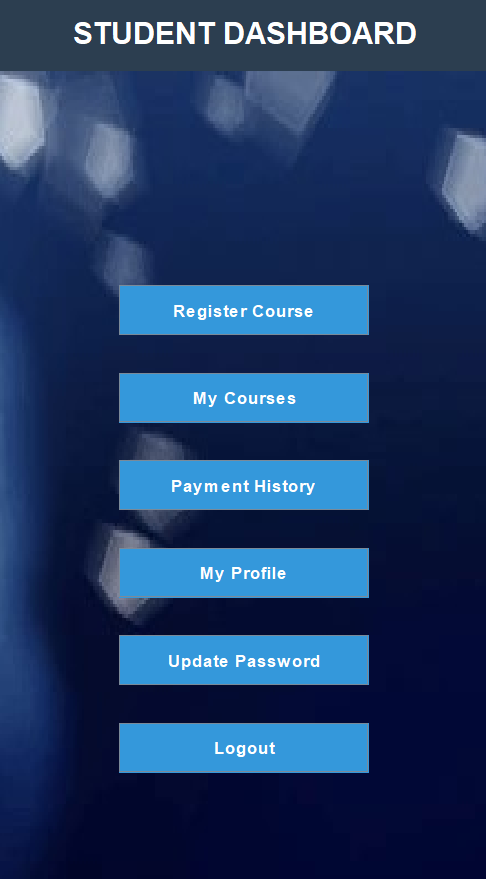 STUDENT DASHBOARD
Register Course
My Courses
Payment History
My Profile
Update Password
Logout